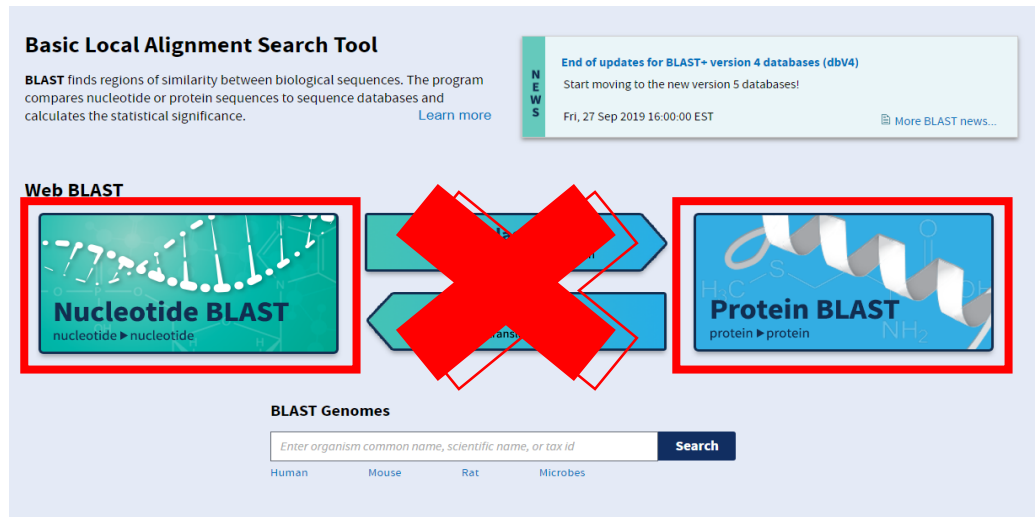 Basic Local Alignment Search Tool
BLAST finds regions of similarity between biological sequences. The program
compares nucleotide or protein sequences to sequence databases and
calculates the statistical significance.
Learn more
NEWS
End of updates for BLAST+ version 4 databases (dbV4)
Start moving to the new version 5 databases!
Fri, 27 Sep 2019 16:00:00 EST
More BLAST news...
Web BLAST
Nucleotide BLAST
nucleotide ▶ nucleotide
Protein BLAST
protein ▶ protein
H₃C
S
O
OH
NH₂
BLAST Genomes
Enter organism common name, scientific name, or tax id
Search
Human
Mouse
Rat
Microbes